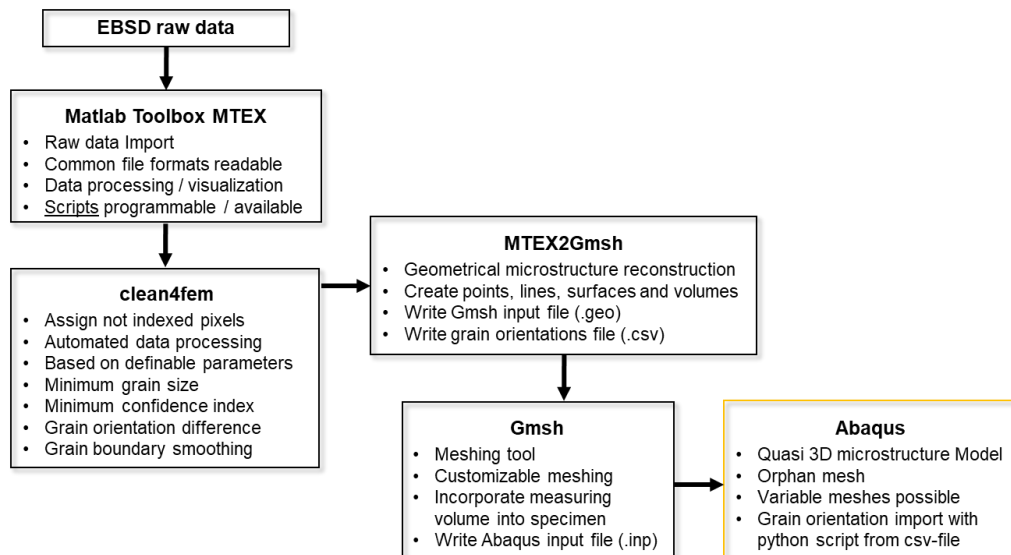 EBSD raw data
Matlab Toolbox MTEX
• Raw data Import
• Common file formats readable
• Data processing / visualization
• Scripts programmable / available
clean4fem
• Assign not indexed pixels
• Automated data processing
• Based on definable parameters
• Minimum grain size
• Minimum confidence index
• Grain orientation difference
• Grain boundary smoothing
MTEX2Gmsh
• Geometrical microstructure reconstruction
• Create points, lines, surfaces and volumes
• Write Gmsh input file (.geo)
• Write grain orientations file (.csv)
Gmsh
• Meshing tool
• Customizable meshing
• Incorporate measuring
volume into specimen
• Write Abaqus input file (.inp)
Abaqus
• Quasi 3D microstructure Model
• Orphan mesh
• Variable meshes possible
• Grain orientation import with
python script from csv-file